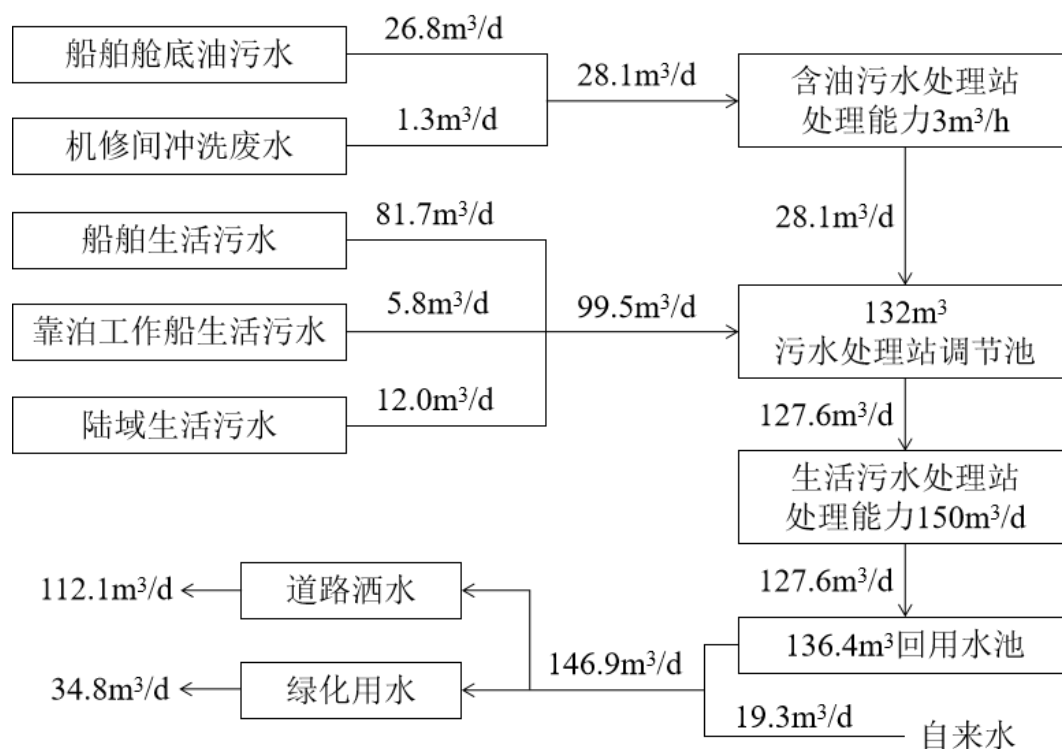 船舶舱底油污水
26.8m³/d
机修间冲洗废水
1.3m³/d
28.1m³/d
含油污水处理站
处理能力3m³/h
28.1m³/d
船舶生活污水
81.7m³/d
靠泊工作船生活污水
5.8m³/d
陆域生活污水
12.0m³/d
99.5m³/d
132m³
污水处理站调节池
127.6m³/d
生活污水处理站
处理能力150m³/d
127.6m³/d
136.4m³回用水池
19.3m³/d
自来水
146.9m³/d
道路洒水
112.1m³/d
绿化用水
34.8m³/d